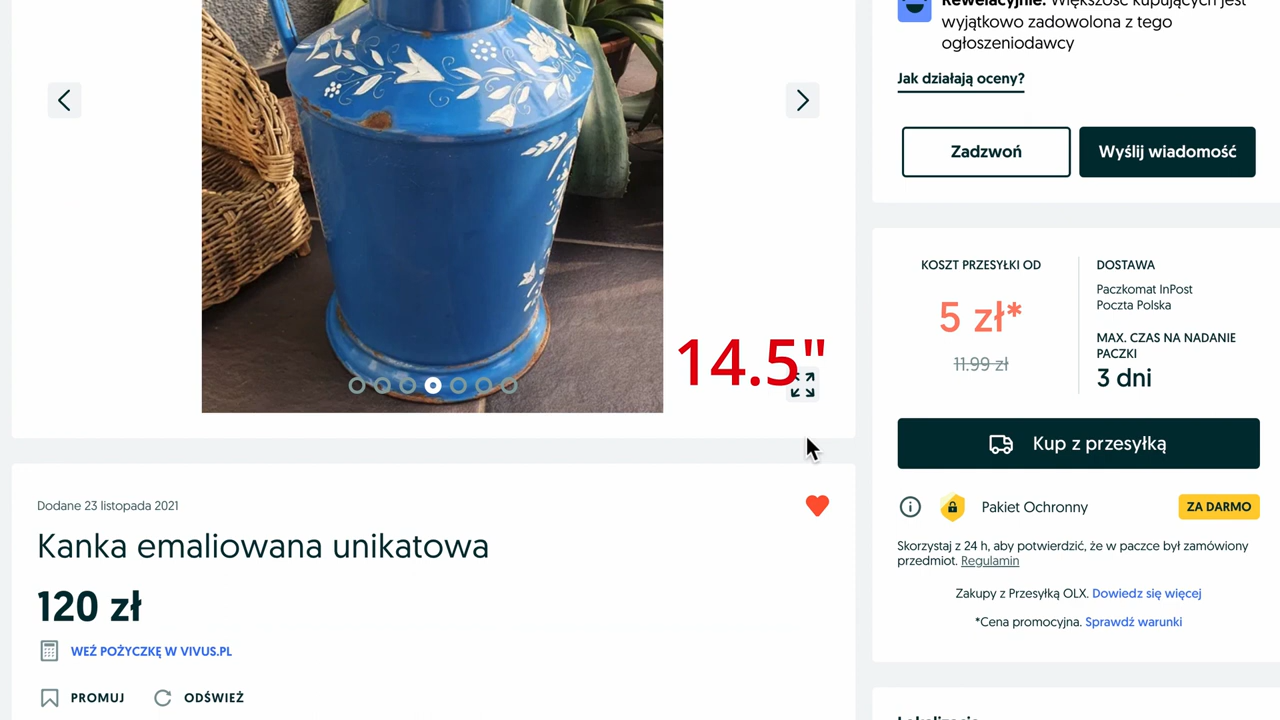 Rewelacyjnie. Większość kupujących jest
wyjątkowo zadowolona z tego
ogłoszeniodawcy
Jak działają oceny?
Zadzwoń
Wyślij wiadomość
KOSZT PRZESYŁKI OD
5 zł*
11.99 zł
DOSTAWA
Paczkomat InPost
Poczta Polska
MAX. CZAS NA NADANIE
PACZKI
3 dni
14.5"
Kup z przesyłką
Pakiet Ochronny
ZA DARMO
Skorzystaj z 24 h, aby potwierdzić, że w paczce był zamówiony
przedmiot. Regulamin
Zakupy z Przesyłką OLX. Dowiedz się więcej
*Cena promocyjna. Sprawdź warunki
Dodane 23 listopada 2021
Kanka emaliowana unikatowa
120 zł
WEŹ POŻYCZKĘ W VIVUS.PL
PROMUJ
ODŚWIEŻ